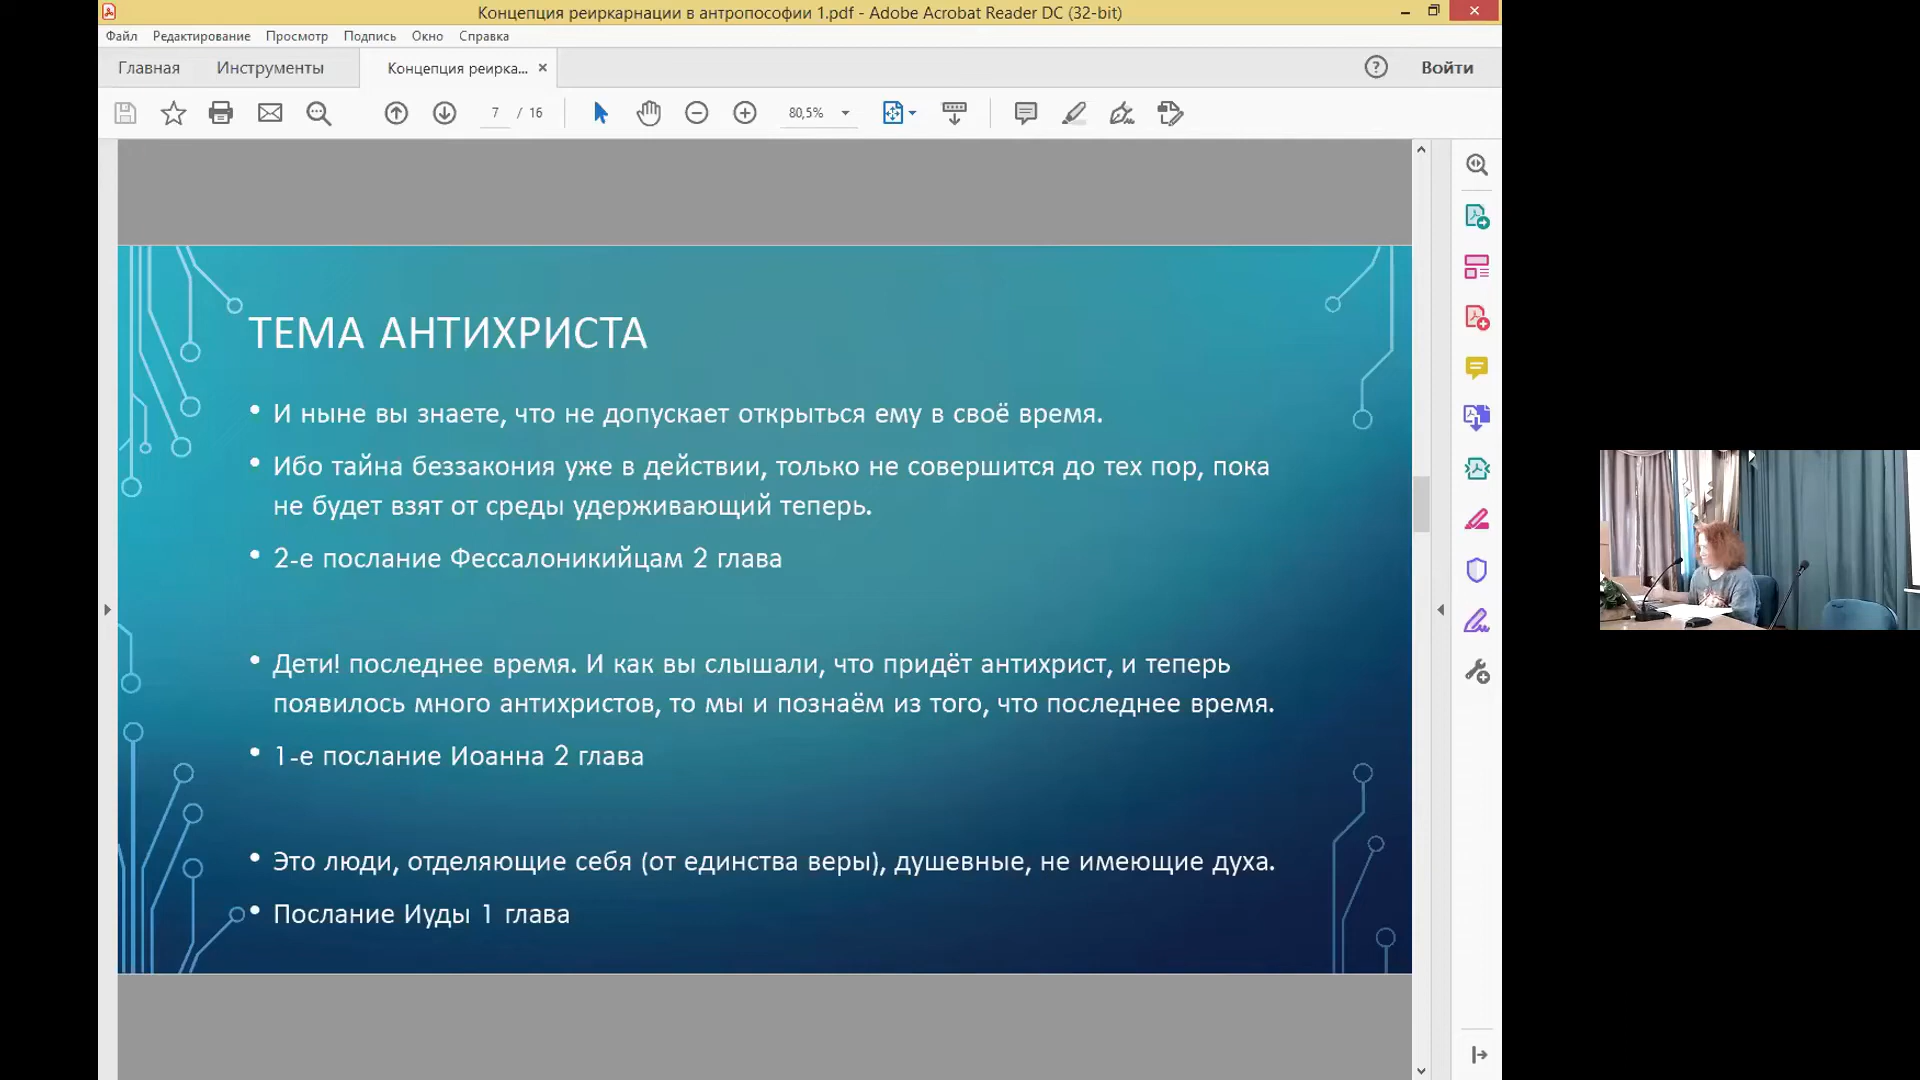 Концепция реиркарнации в антропософии 1.pdf - Adobe Acrobat Reader DC (32-bit)
Файл Редактирование Просмотр Подпись Окно Справка
Главная Инструменты Концепция реирка... Войти
7 / 16 80,5%
ТЕМА АНТИХРИСТА
• И ныне вы знаете, что не допускает открыться ему в своё время.
• Ибо тайна беззакония уже в действии, только не совершится до тех пор, пока
не будет взят от среды удерживающий теперь.
• 2-е послание Фессалоникийцам 2 глава
• Дети! последнее время. И как вы слышали, что придёт антихрист, и теперь
появилось много антихристов, то мы и познаём из того, что последнее время.
• 1-е послание Иоанна 2 глава
• Это люди, отделяющие себя (от единства веры), душевные, не имеющие духа.
• Послание Иуды 1 глава